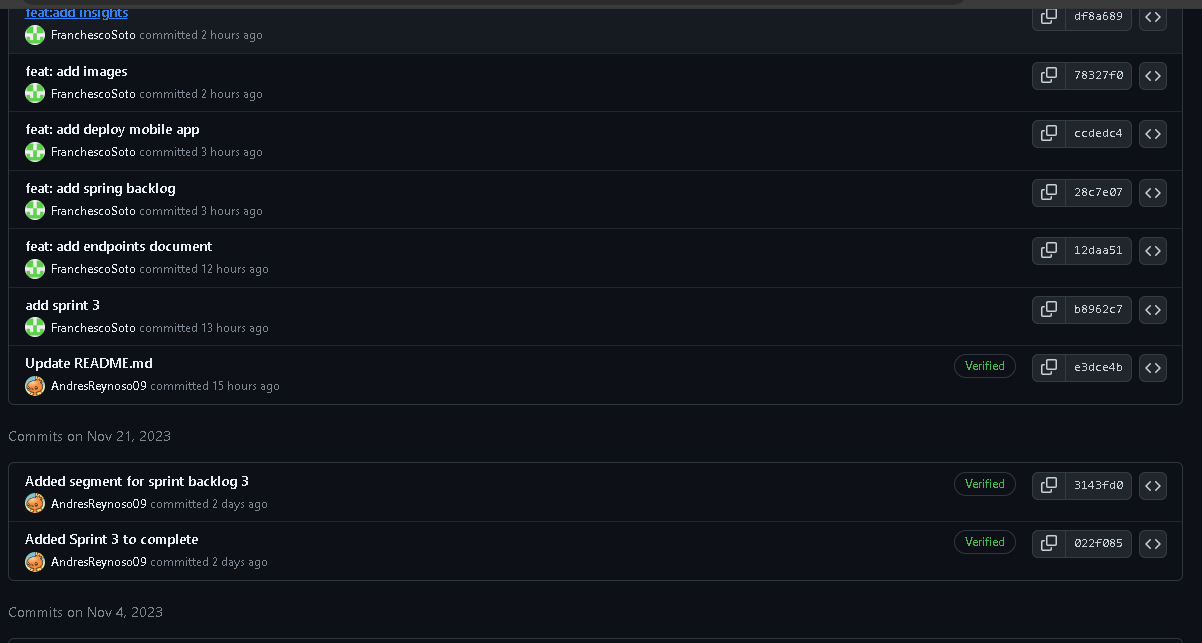 feat:add insights
df8a689
FranchescoSoto committed 2 hours ago
feat: add images
78327f0
FranchescoSoto committed 2 hours ago
feat: add deploy mobile app
ccdedc4
FranchescoSoto committed 3 hours ago
feat: add spring backlog
28c7e07
FranchescoSoto committed 3 hours ago
feat: add endpoints document
12daa51
FranchescoSoto committed 12 hours ago
add sprint 3
b8962c7
FranchescoSoto committed 13 hours ago
Update README.md
Verified
e3dce4b
AndresReynoso09 committed 15 hours ago
Commits on Nov 21, 2023
Added segment for sprint backlog 3
Verified
3143fd0
AndresReynoso09 committed 2 days ago
Added Sprint 3 to complete
Verified
022f085
AndresReynoso09 committed 2 days ago
Commits on Nov 4, 2023